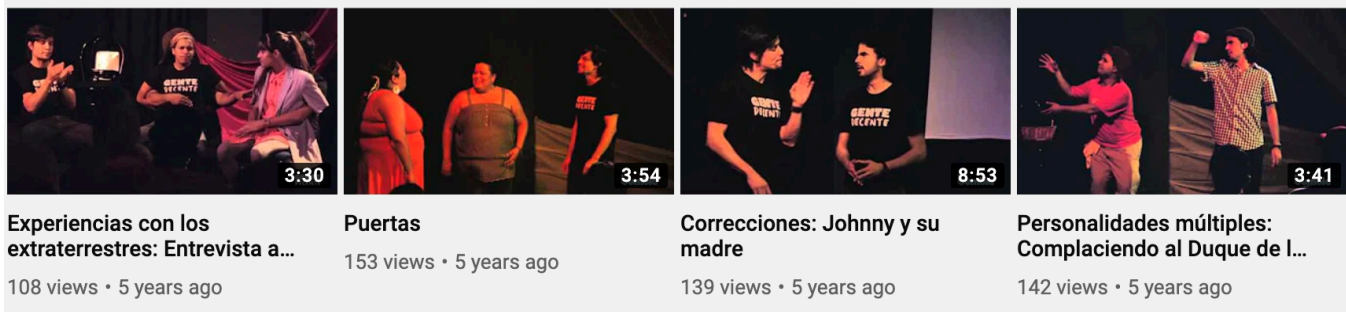 GENTE
DECENTE
GENTE
DECENTE
3:30
GENTE
DECENTE
3:54
GENTE
DECENTE
GENTE
DECENTE
8:53
3:41
Experiencias con los
extraterrestres: Entrevista a...
108 views • 5 years ago
Puertas
153 views • 5 years ago
Correcciones: Johnny y su
madre
139 views • 5 years ago
Personalidades múltiples:
Complaciendo al Duque de l...
142 views • 5 years ago